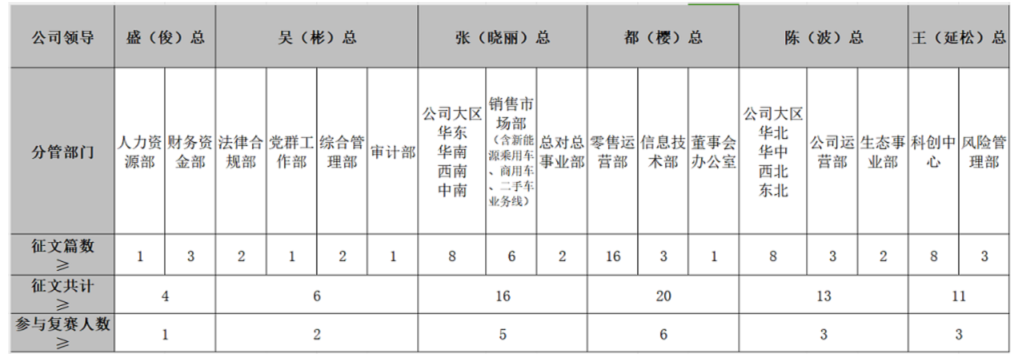 公司领导 盛（俊）总 吴（彬）总 张（晓丽）总 都（樱）总 陈（波）总 王（延松）总
分管部门
人力资
源部
财务资
金部
法律合
规部
党群工
作部
综合管
理部
审计部
公司大区
华东
华南
西南
中南
销售市
场部
（含新能
源乘用车
、商用车
、二手车
业务线）
总对总
事业部
零售运
营部
信息技
术部
董事会
办公室
公司大区
华北
华中
西北
东北
公司运
营部
生态事
业部
科创中
心
风险管
理部
征文篇数
≥
1 3 2 1 2 1 8 6 2 16 3 1 8 3 2 8 3
征文共计
≥
4 6 16 20 13 11
参与复赛人数
≥
1 2 5 6 3 3